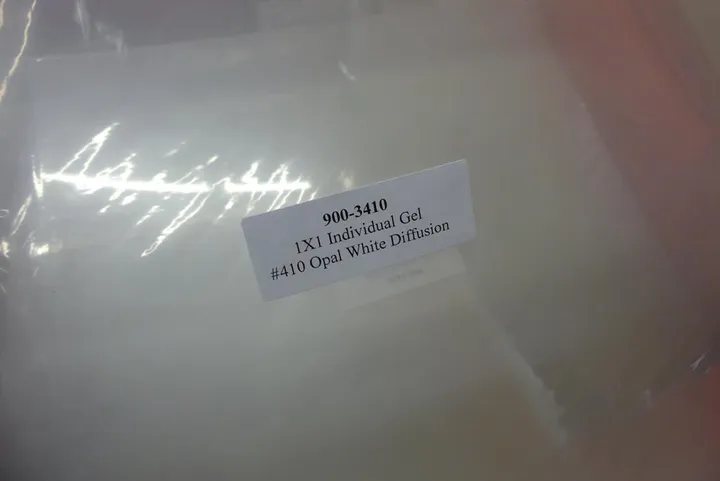 900-3410
1X1 Individual Gel
#410 Opal White Diffusion